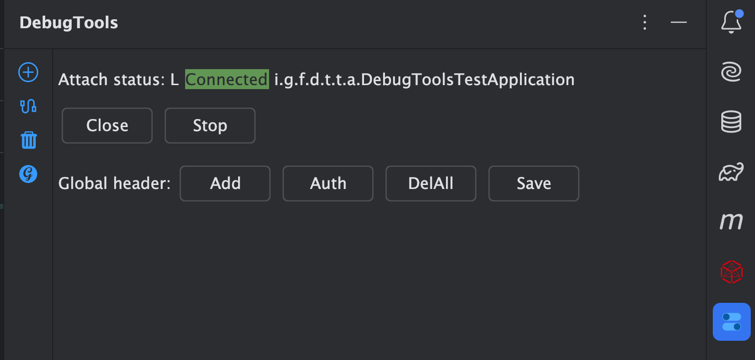 DebugTools
Attach status: L Connected i.g.f.d.t.t.a.DebugToolsTestApplication
Close Stop
Global header: Add Auth DelAll Save
m